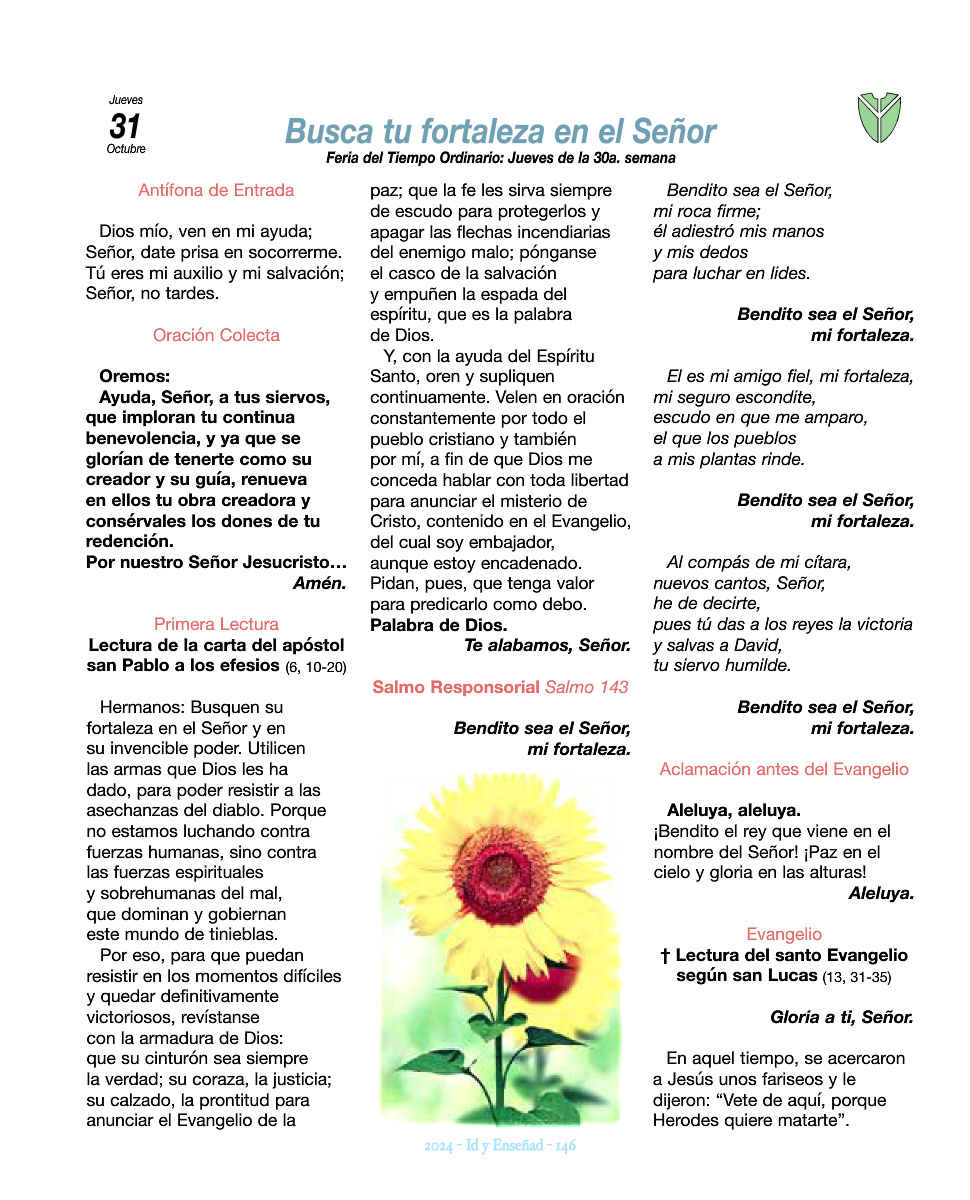 Jueves
31
Octubre
Busca tu fortaleza en el Señor
Feria del Tiempo Ordinario: Jueves de la 30a. semana
Antífona de Entrada
Dios mío, ven en mi ayuda;
Señor, date prisa en socorrerme.
Tú eres mi auxilio y mi salvación;
Señor, no tardes.
Oración Colecta
Oremos:
Ayuda, Señor, a tus siervos,
que imploran tu continua
benevolencia, y ya que se
glorían de tenerte como su
creador y su guía, renueva
en ellos tu obra creadora y
consérvales los dones de tu
redención.
Por nuestro Señor Jesucristo…
Amén.
Primera Lectura
Lectura de la carta del apóstol
san Pablo a los efesios (6, 10-20)
Hermanos: Busquen su
fortaleza en el Señor y en
su invencible poder. Utilicen
las armas que Dios les ha
dado, para poder resistir a las
asechanzas del diablo. Porque
no estamos luchando contra
fuerzas humanas, sino contra
las fuerzas espirituales
y sobrehumanas del mal,
que dominan y gobiernan
este mundo de tinieblas.
Por eso, para que puedan
resistir en los momentos difíciles
y quedar definitivamente
victoriosos, revístanse
con la armadura de Dios:
que su cinturón sea siempre
la verdad; su coraza, la justicia;
su calzado, la prontitud para
anunciar el Evangelio de la
paz; que la fe les sirva siempre
de escudo para protegerlos y
apagar las flechas incendiarias
del enemigo malo; pónganse
el casco de la salvación
y empuñen la espada del
espíritu, que es la palabra
de Dios.
Y, con la ayuda del Espíritu
Santo, oren y supliquen
continuamente. Velen en oración
constantemente por todo el
pueblo cristiano y también
por mí, a fin de que Dios me
conceda hablar con toda libertad
para anunciar el misterio de
Cristo, contenido en el Evangelio,
del cual soy embajador,
aunque estoy encadenado.
Pidan, pues, que tenga valor
para predicarlo como debo.
Palabra de Dios.
Te alabamos, Señor.
Salmo Responsorial Salmo 143
Bendito sea el Señor,
mi fortaleza.
Bendito sea el Señor,
mi roca firme;
él adiestró mis manos
y mis dedos
para luchar en lides.
Bendito sea el Señor,
mi fortaleza.
El es mi amigo fiel, mi fortaleza,
mi seguro escondite,
escudo en que me amparo,
el que los pueblos
a mis plantas rinde.
Bendito sea el Señor,
mi fortaleza.
Al compás de mi cítara,
nuevos cantos, Señor,
he de decirte,
pues tú das a los reyes la victoria
y salvas a David,
tu siervo humilde.
Bendito sea el Señor,
mi fortaleza.
Aclamación antes del Evangelio
Aleluya, aleluya.
¡Bendito el rey que viene en el
nombre del Señor! ¡Paz en el
cielo y gloria en las alturas!
Aleluya.
Evangelio
† Lectura del santo Evangelio
según san Lucas (13, 31-35)
Gloria a ti, Señor.
En aquel tiempo, se acercaron
a Jesús unos fariseos y le
dijeron: “Vete de aquí, porque
Herodes quiere matarte”.
2024 - Id y Enseñad - 146